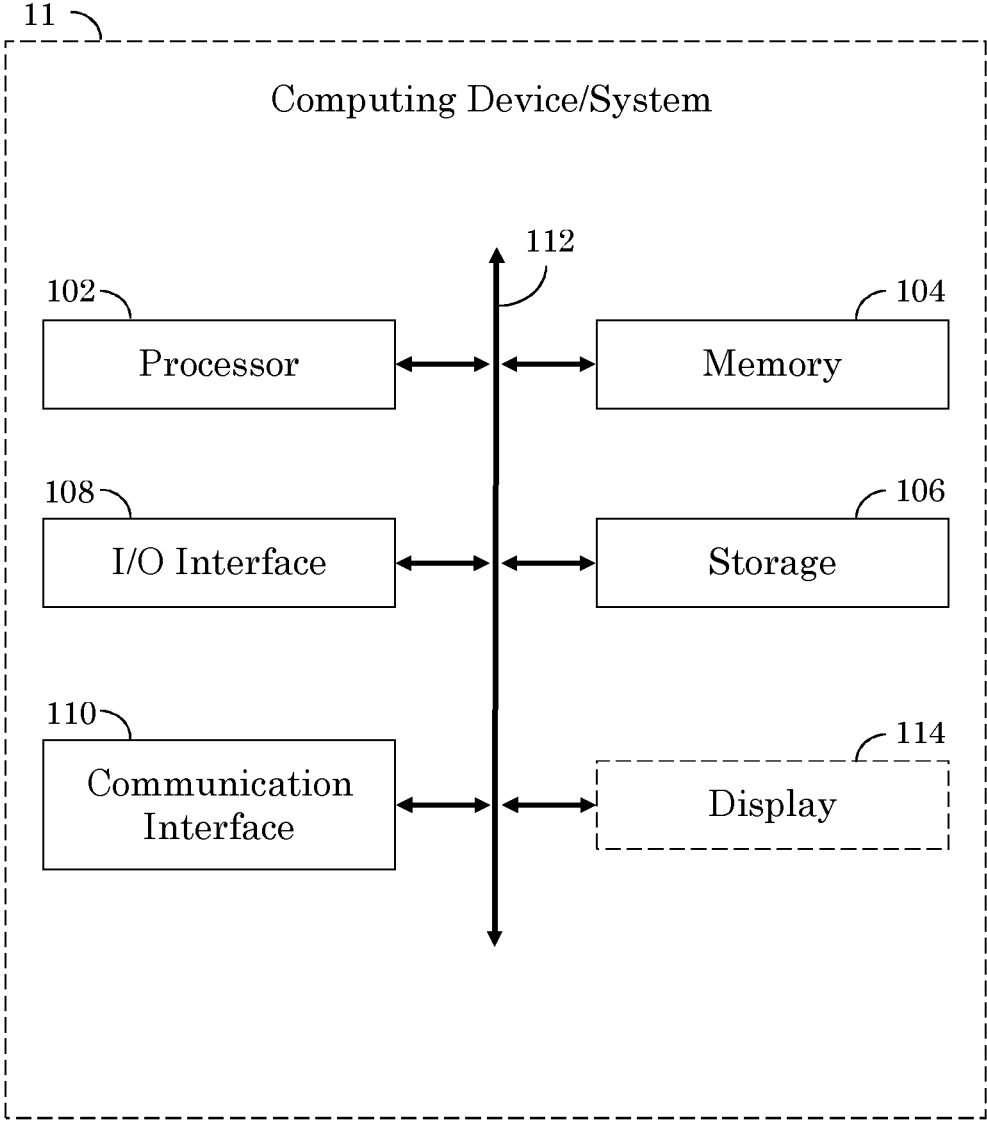 11
Computing Device/System
112
102
104
Processor
Memory
108
106
I/O Interface
Storage
110
114
Communication
Interface
Display